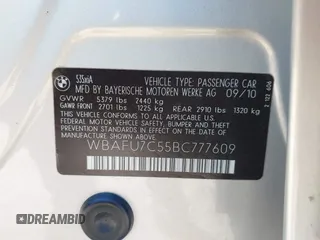 BMW
535xiA
VEHICLE TYPE: PASSENGER CAR
MFD BY BAYERISCHE MOTOREN WERKE AG 09/10
GVWR 5379 lbs 2440 kg
GAWR FRONT 2701 lbs 1225 kg REAR 2910 lbs 1320 kg
THIS VEHICLE CONFORMS TO ALL APPLICABLE
FEDERAL MOTOR VEHICLE SAFETY, BUMPER,
AND THEFT PREVENTION STANDARDS IN
EFFECT ON THE DATE OF
MANUFACTURE SHOWN ABOVE.
WBAFU7C55BC777609
DREAMBID